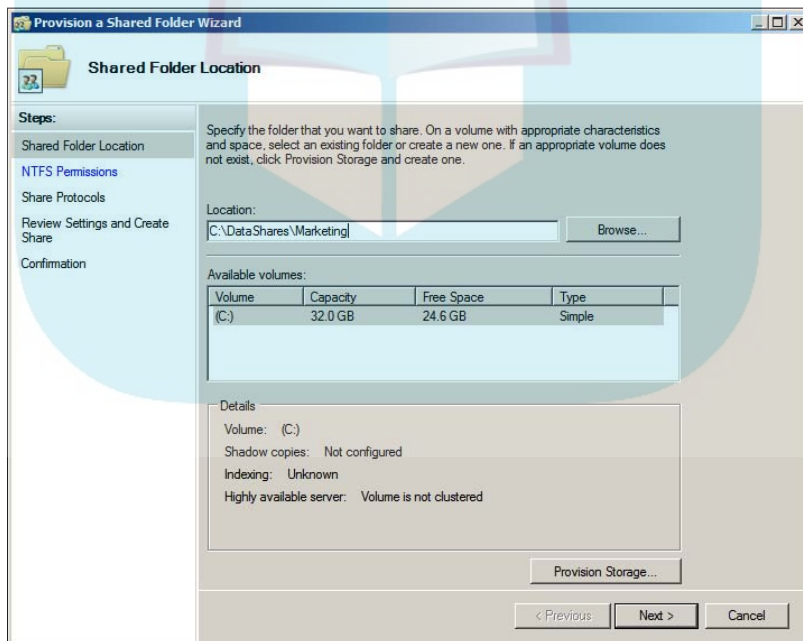 Provision a Shared Folder Wizard
Shared Folder Location
Steps:
Shared Folder Location
NTFS Permissions
Share Protocols
Review Settings and Create
Share
Confirmation
Specify the folder that you want to share. On a volume with appropriate characteristics
and space, select an existing folder or create a new one. If an appropriate volume does
not exist, click Provision Storage and create one.
Location:
C:\DataShares\Marketing
Browse...
Available volumes:
Volume Capacity Free Space Type
(C:) 32.0 GB 24.6 GB Simple
Details
Volume: (C:)
Shadow copies: Not configured
Indexing: Unknown
Highly available server: Volume is not clustered
Provision Storage...
< Previous Next > Cancel